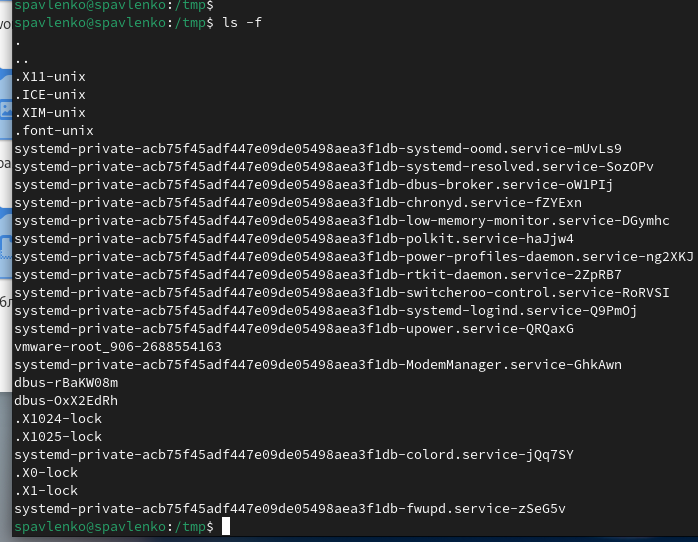 spavlenko@spavlenko:/tmp$
spavlenko@spavlenko:/tmp$ ls -f
.
..
.X11-unix
.ICE-unix
.XIM-unix
.font-unix
systemd-private-acb75f45adf447e09de05498aea3f1db-systemd-oomd.service-mUvLs9
systemd-private-acb75f45adf447e09de05498aea3f1db-systemd-resolved.service-SozOPv
systemd-private-acb75f45adf447e09de05498aea3f1db-dbus-broker.service-oW1PIj
systemd-private-acb75f45adf447e09de05498aea3f1db-chronyd.service-fZYExn
systemd-private-acb75f45adf447e09de05498aea3f1db-low-memory-monitor.service-DGymhc
systemd-private-acb75f45adf447e09de05498aea3f1db-polkit.service-haJjw4
systemd-private-acb75f45adf447e09de05498aea3f1db-power-profiles-daemon.service-ng2XKJ
systemd-private-acb75f45adf447e09de05498aea3f1db-rtkit-daemon.service-2ZpRB7
systemd-private-acb75f45adf447e09de05498aea3f1db-switcheroo-control.service-RoRVSI
systemd-private-acb75f45adf447e09de05498aea3f1db-systemd-logind.service-Q9PmOj
systemd-private-acb75f45adf447e09de05498aea3f1db-upower.service-QRQaxG
vmware-root_906-2688554163
systemd-private-acb75f45adf447e09de05498aea3f1db-ModemManager.service-GhkAwn
dbus-rBaKW08m
dbus-OxX2EdRh
.X1024-lock
.X1025-lock
systemd-private-acb75f45adf447e09de05498aea3f1db-colord.service-jQq7SY
.X0-lock
.X1-lock
systemd-private-acb75f45adf447e09de05498aea3f1db-fwupd.service-zSeG5v
spavlenko@spavlenko:/tmp$